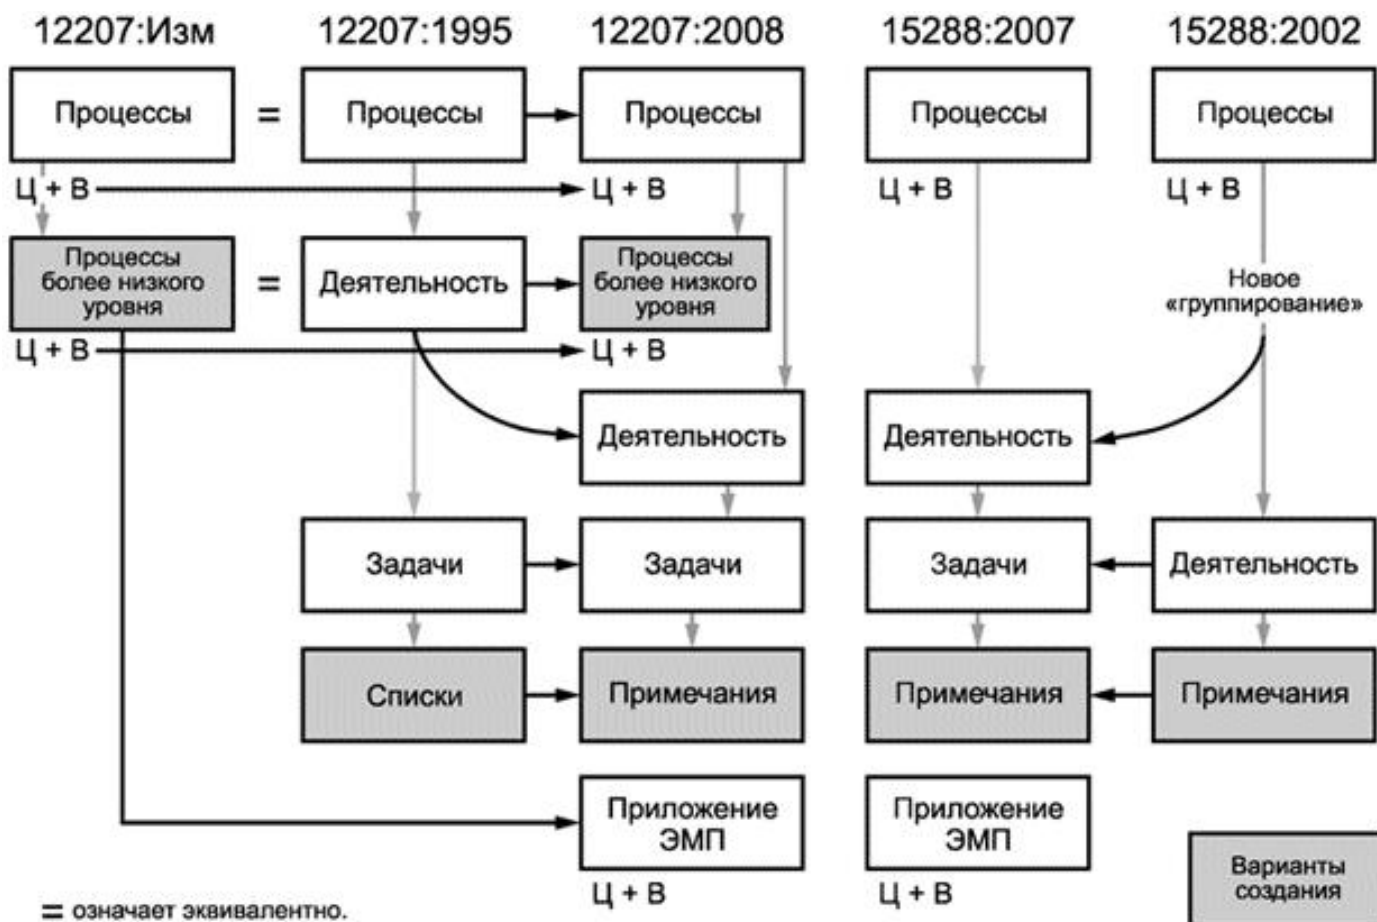 12207:Изм 12207:1995 12207:2008 15288:2007 15288:2002
Процессы = Процессы Процессы Процессы Процессы
Ц + В Ц + В Ц + В Ц + В
Процессы
более низкого
уровня
=
Деятельность
Процессы
более низкого
уровня
Новое
«группирование»
Ц + В Ц + В
Деятельность Деятельность
Задачи Задачи Задачи Деятельность
Списки Примечания Примечания Примечания
Приложение
ЭМП
Приложение
ЭМП
Ц + В Ц + В
Варианты
создания
= означает эквивалентно.